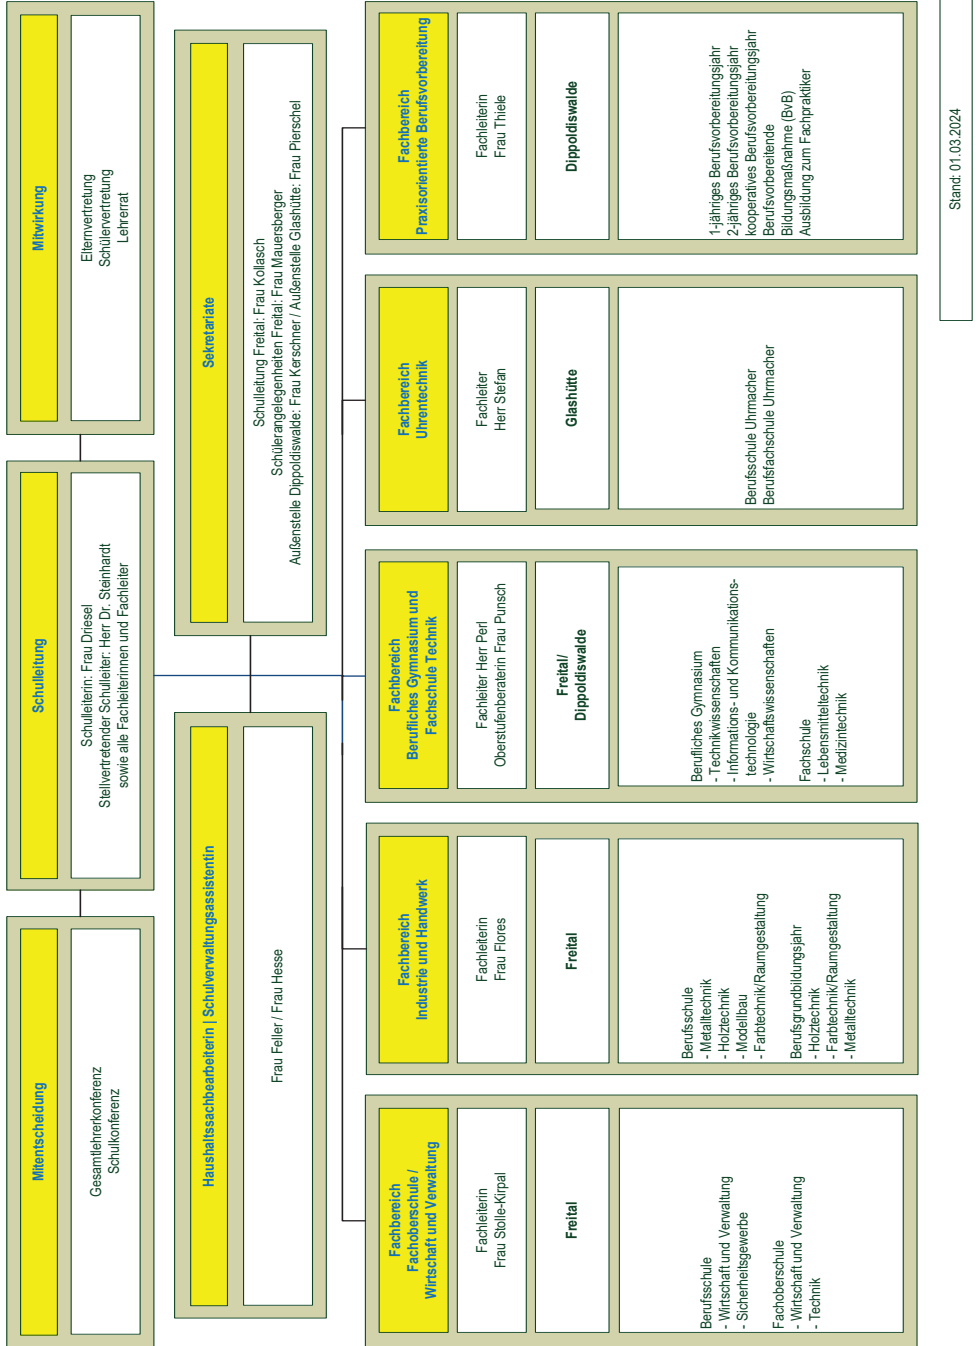 Mitentscheidung
Gesamtlehrerkonferenz
Schulkonferenz
Schulleitung
Schulleiterin: Frau Driesel
Stellvertretender Schulleiter: Herr Dr. Steinhardt
sowie alle Fachleiterinnen und Fachleiter
Mitwirkung
Elternvertretung
Schülervertretung
Lehrerrat
Haushaltssachbearbeiterin | Schulverwaltungsassistentin
Frau Feller / Frau Hesse
Sekretariate
Schulleitung Freital: Frau Kollasch
Schülerangelegenheiten Freital: Frau Mauersberger
Außenstelle Dippoldiswalde: Frau Kerschner / Außenstelle Glashütte: Frau Pierschel
Fachbereich
Fachoberschule /
Wirtschaft und Verwaltung
Fachleiterin
Frau Stolle-Kirpal
Freital
Berufsschule
- Wirtschaft und Verwaltung
- Sicherheitsgewerbe
Fachoberschule
- Wirtschaft und Verwaltung
- Technik
Fachbereich
Industrie und Handwerk
Fachleiterin
Frau Flores
Freital
Berufsschule
- Metalltechnik
- Holztechnik
- Modellbau
- Farbtechnik/Raumgestaltung
Berufsgrundbildungsjahr
- Holztechnik
- Farbtechnik/Raumgestaltung
- Metalltechnik
Fachbereich
Berufliches Gymnasium und
Fachschule Technik
Fachleiter Herr Perl
Oberstufenberaterin Frau Punsch
Freital/
Dippoldiswalde
Berufliches Gymnasium
- Technikwissenschaften
- Informations- und Kommunikations-
technologie
- Wirtschaftswissenschaften
Fachschule
- Lebensmitteltechnik
- Medizintechnik
Fachbereich
Uhrentechnik
Fachleiter
Herr Stefan
Glashütte
Berufsschule Uhrmacher
Berufsfachschule Uhrmacher
Fachbereich
Praxisorientierte Berufsvorbereitung
Fachleiterin
Frau Thiele
Dippoldiswalde
1-jähriges Berufsvorbereitungsjahr
2-jähriges Berufsvorbereitungsjahr
kooperatives Berufsvorbereitungsjahr
Berufsvorbereitende
Bildungsmaßnahme (BvB)
Ausbildung zum Fachpraktiker
Stand: 01.03.2024